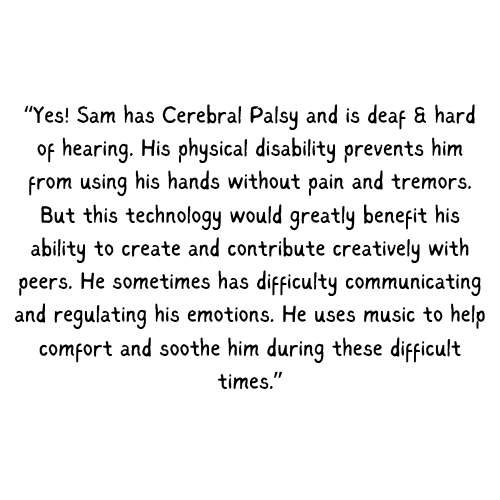 “Yes! Sam has Cerebral Palsy and is deaf & hard
of hearing. His physical disability prevents him
from using his hands without pain and tremors.
But this technology would greatly benefit his
ability to create and contribute creatively with
peers. He sometimes has difficulty communicating
and regulating his emotions. He uses music to help
comfort and soothe him during these difficult
times.”